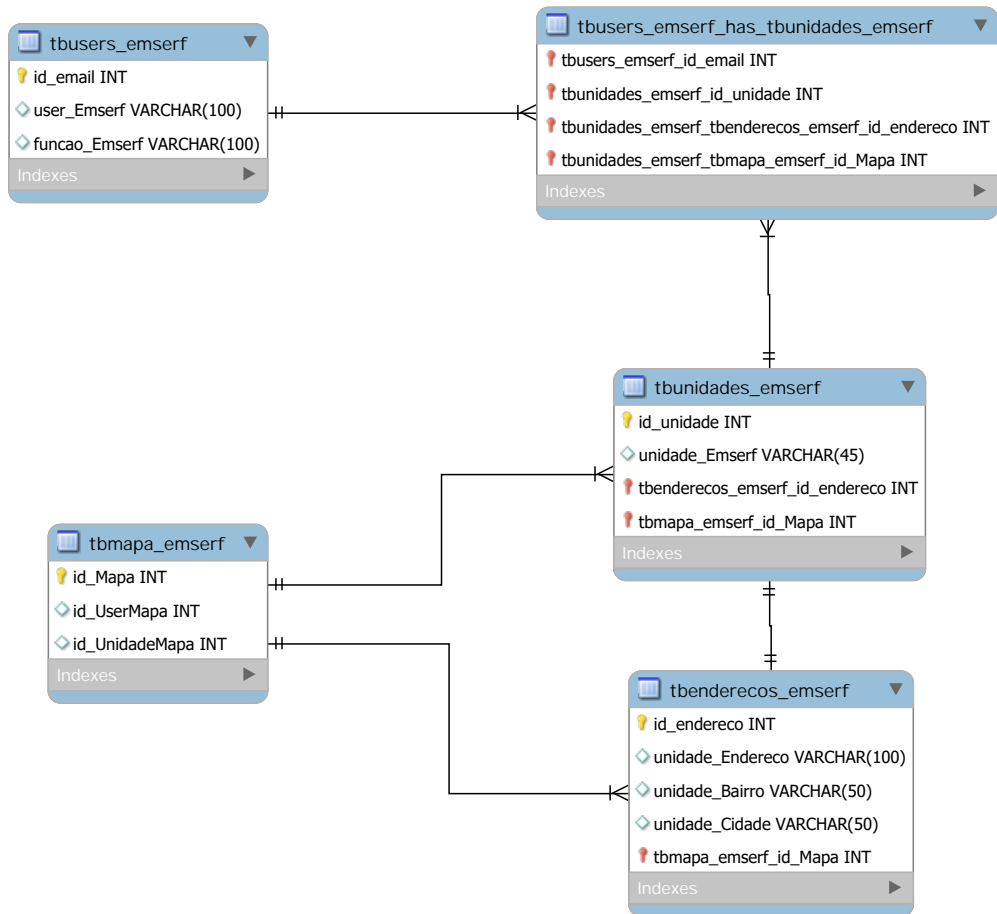 tbusers_emserf
id_email INT
user_Emserf VARCHAR(100)
funcao_Emserf VARCHAR(100)
Indexes
tbusers_emserf_has_tbunidades_emserf
tbusers_emserf_id_email INT
tbunidades_emserf_id_unidade INT
tbunidades_emserf_tbenderecos_emserf_id_endereco INT
tbunidades_emserf_tbmapa_emserf_id_Mapa INT
Indexes
tbunidades_emserf
id_unidade INT
unidade_Emserf VARCHAR(45)
tbenderecos_emserf_id_endereco INT
tbmapa_emserf_id_Mapa INT
Indexes
tbmapa_emserf
id_Mapa INT
id_UserMapa INT
id_UnidadeMapa INT
Indexes
tbenderecos_emserf
id_endereco INT
unidade_Endereco VARCHAR(100)
unidade_Bairro VARCHAR(50)
unidade_Cidade VARCHAR(50)
tbmapa_emserf_id_Mapa INT
Indexes